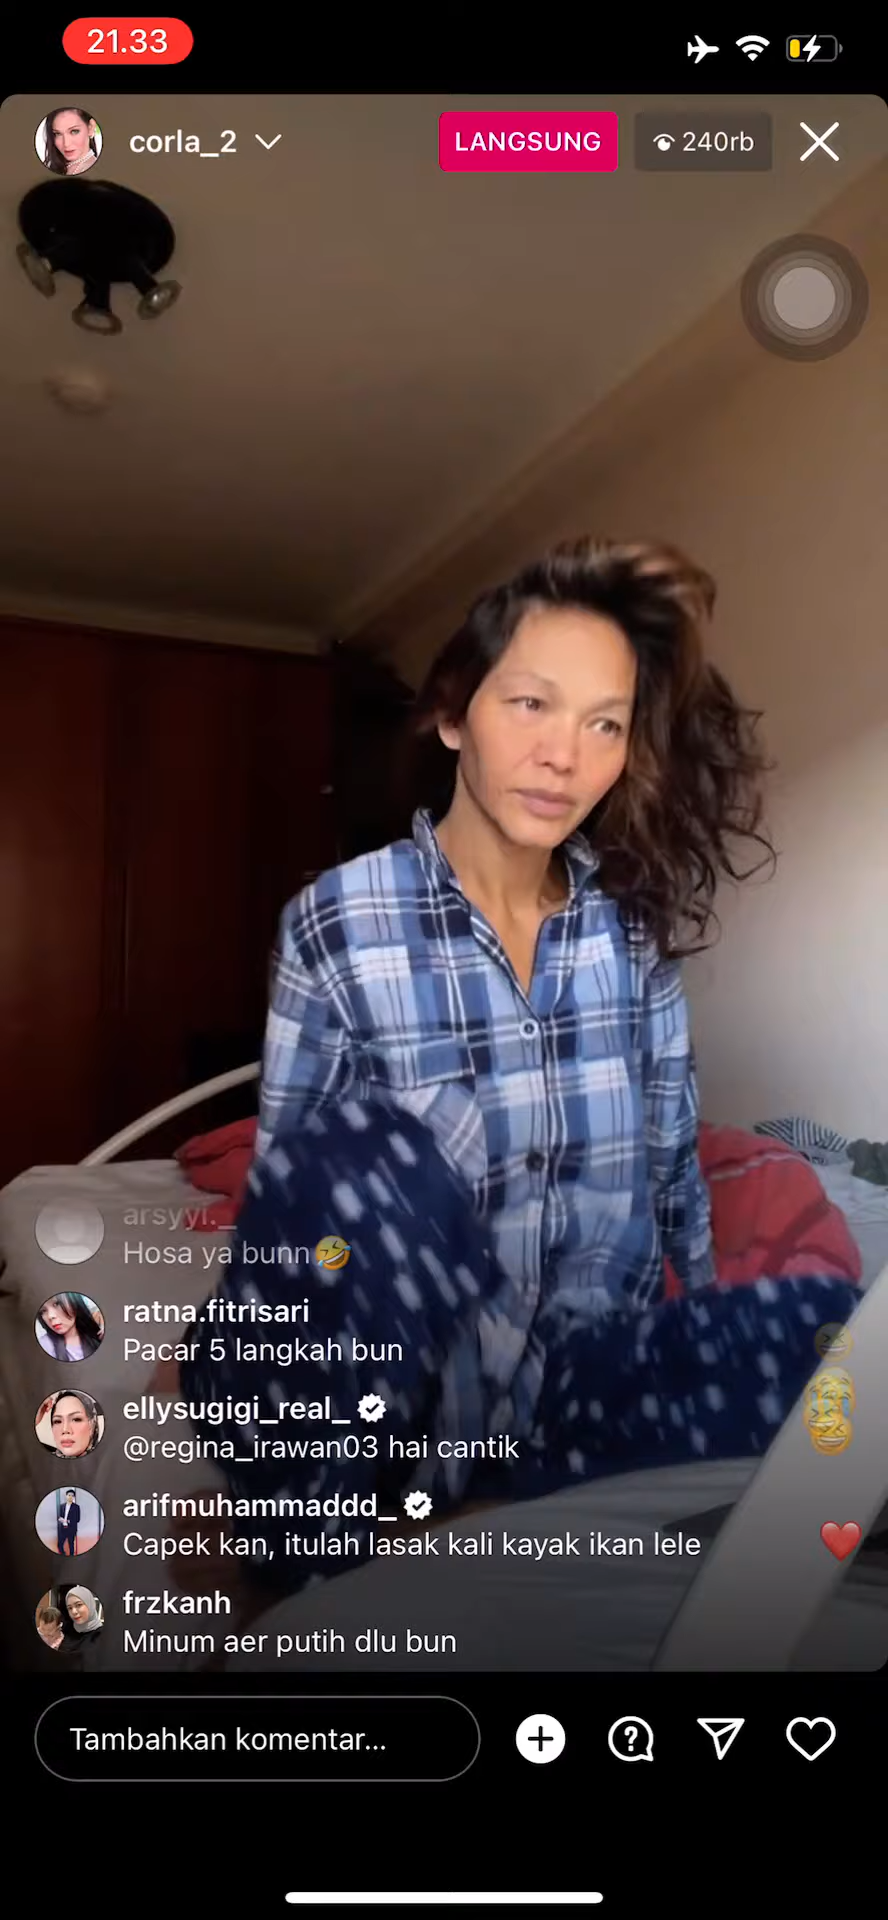 21.33
corla_2
LANGSUNG
240rb
arsyyi._
Hosa ya bunn🤣
ratna.fitrisari
Pacar 5 langkah bun
ellysugigi_real_
@regina_irawan03 hai cantik
arifmuhammaddd_
Capek kan, itulah lasak kali kayak ikan lele
frzkanh
Minum aer putih dlu bun
Tambahkan komentar...